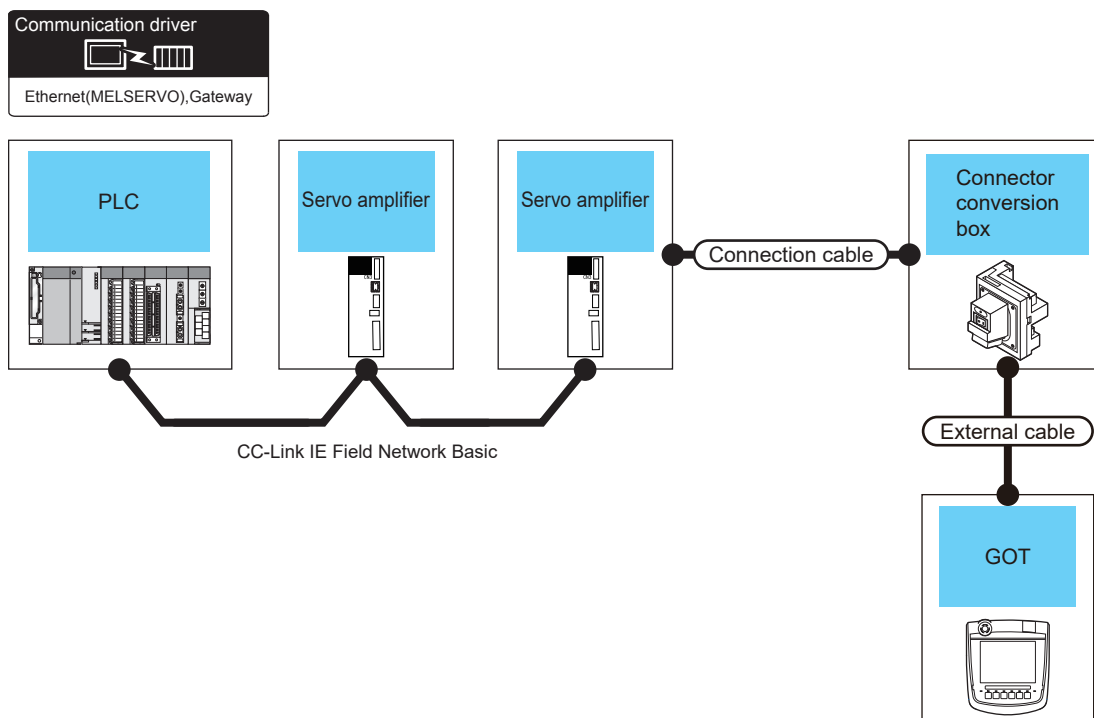 Communication driver
Ethernet(MELSERVO),Gateway
PLC
Servo amplifier
Servo amplifier
Connection cable
Connector
conversion
box
CC-Link IE Field Network Basic
External cable
GOT